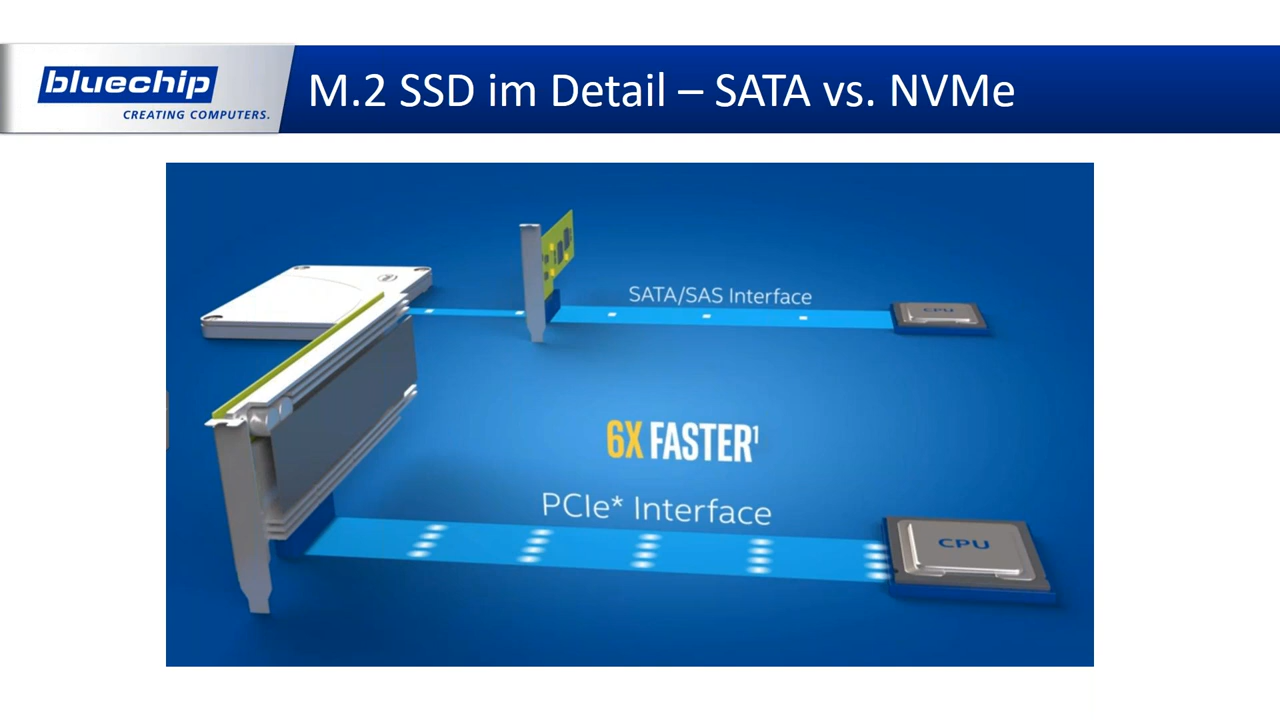 bluechip
CREATING COMPUTERS.
M.2 SSD im Detail – SATA vs. NVMe
SATA/SAS Interface
CPU
6X FASTER¹
PCIe* Interface
CPU